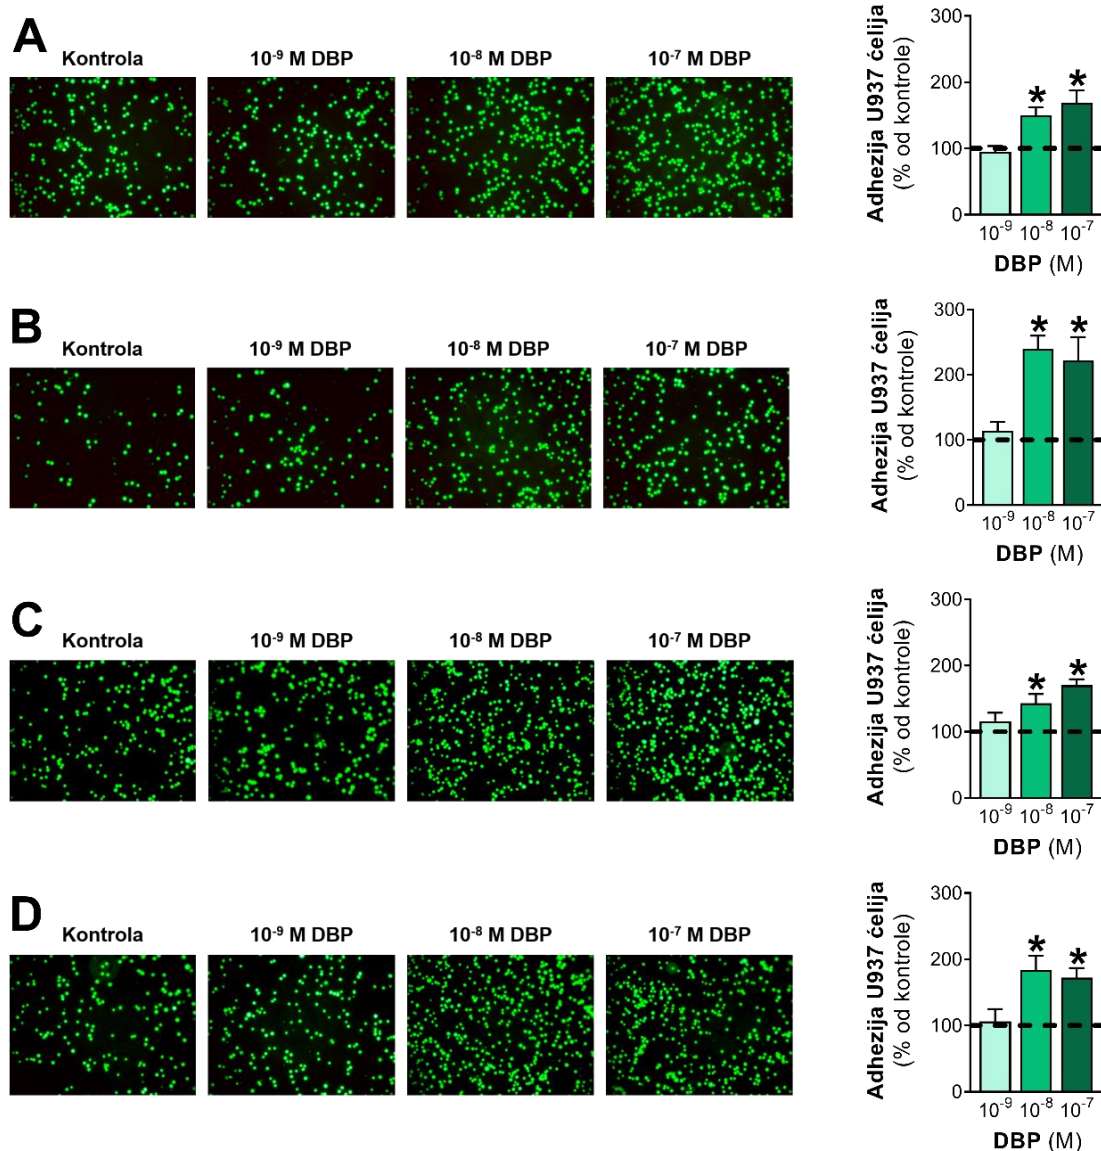 A
Kontrola
10⁻⁹ M DBP
10⁻⁸ M DBP
10⁻⁷ M DBP
Adhezija U937 ćelija
(% od kontrole)
300
200
100
0
* *
10⁻⁹ 10⁻⁸ 10⁻⁷
DBP (M)
B
Kontrola
10⁻⁹ M DBP
10⁻⁸ M DBP
10⁻⁷ M DBP
Adhezija U937 ćelija
(% od kontrole)
300
200
100
0
* *
10⁻⁹ 10⁻⁸ 10⁻⁷
DBP (M)
C
Kontrola
10⁻⁹ M DBP
10⁻⁸ M DBP
10⁻⁷ M DBP
Adhezija U937 ćelija
(% od kontrole)
300
200
100
0
* *
10⁻⁹ 10⁻⁸ 10⁻⁷
DBP (M)
D
Kontrola
10⁻⁹ M DBP
10⁻⁸ M DBP
10⁻⁷ M DBP
Adhezija U937 ćelija
(% od kontrole)
300
200
100
0
* *
10⁻⁹ 10⁻⁸ 10⁻⁷
DBP (M)